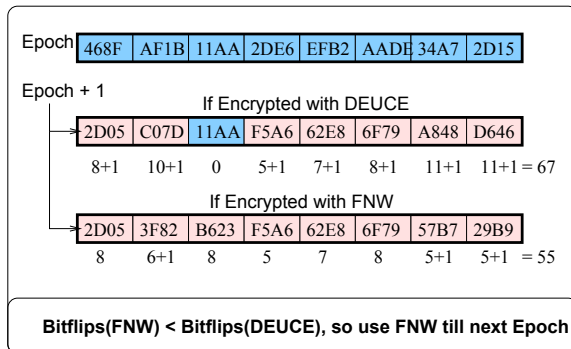 Epoch 468F AF1B 11AA 2DE6 EFB2 AADE 34A7 2D15
Epoch + 1
If Encrypted with DEUCE
2D05 C07D 11AA F5A6 62E8 6F79 A848 D646
8+1 10+1 0 5+1 7+1 8+1 11+1 11+1 = 67
If Encrypted with FNW
2D05 3F82 B623 F5A6 62E8 6F79 57B7 29B9
8 6+1 8 5 7 8 5+1 5+1 = 55
Bitflips(FNW) < Bitflips(DEUCE), so use FNW till next Epoch